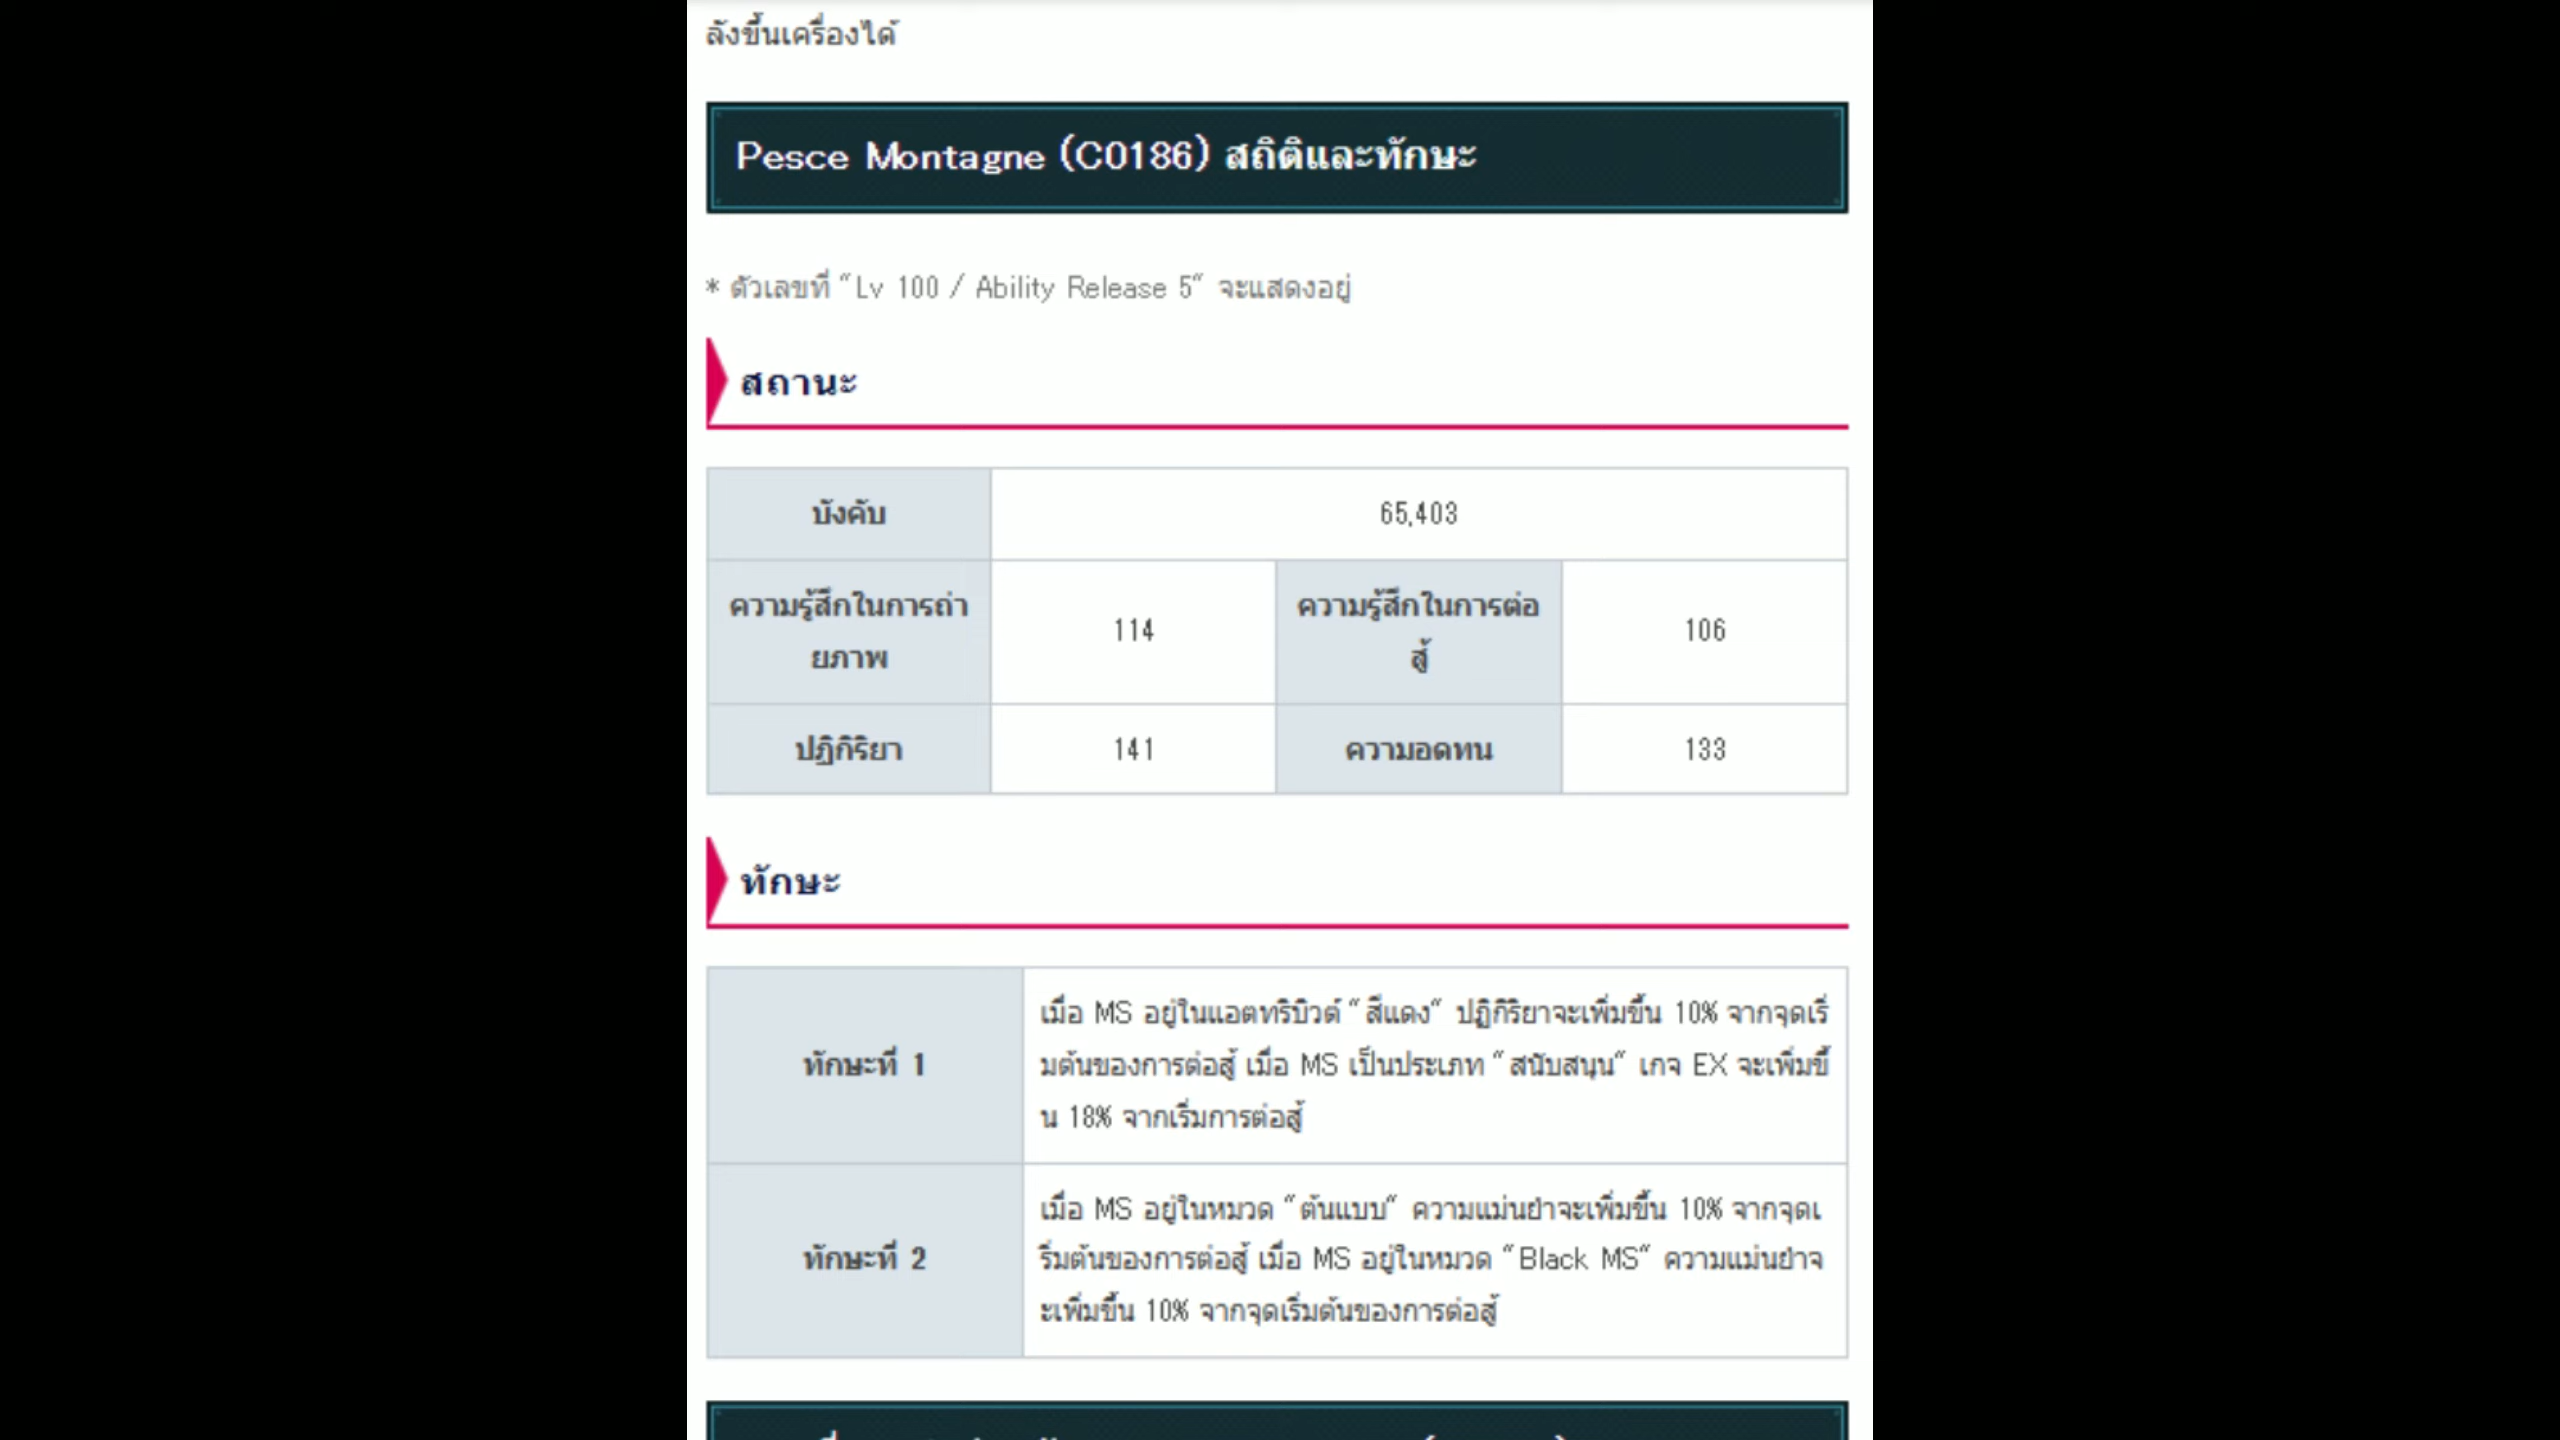 ลังขึ้นเครื่องได้
Pesce Montagne (C0186) สถิติและทักษะ
* ตัวเลขที่ "Lv 100 / Ability Release 5" จะแสดงอยู่
สถานะ
บังคับ 65,403
ความรู้สึกในการถ่า
ยภาพ
114
ความรู้สึกในการต่อ
สู้
106
ปฏิกิริยา 141 ความอดทน 133
ทักษะ
ทักษะที่ 1
เมื่อ MS อยู่ในแอตทริบิวต์ "สีแดง" ปฏิกิริยาจะเพิ่มขึ้น 10% จากจุดเริ่
มต้นของการต่อสู้ เมื่อ MS เป็นประเภท "สนับสนุน" เกจ EX จะเพิ่มขึ้
น 18% จากเริ่มการต่อสู้
ทักษะที่ 2
เมื่อ MS อยู่ในหมวด "ต้นแบบ" ความแม่นยำจะเพิ่มขึ้น 10% จากจุดเ
ริ่มต้นของการต่อสู้ เมื่อ MS อยู่ในหมวด "Black MS" ความแม่นยำจ
ะเพิ่มขึ้น 10% จากจุดเริ่มต้นของการต่อสู้